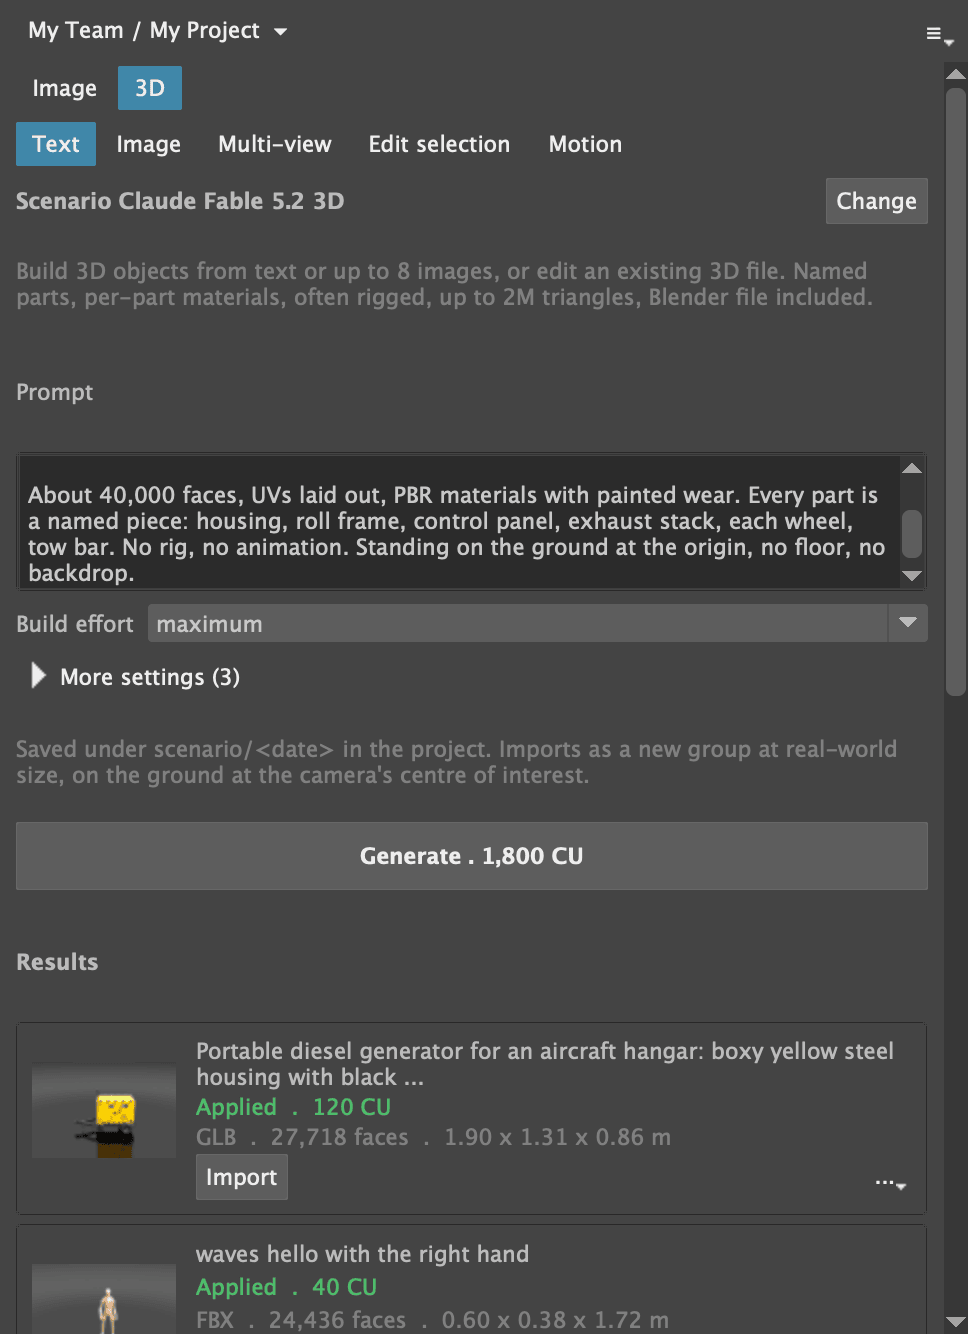 My Team / My Project
Image 3D
Text Image Multi-view Edit selection Motion
Scenario Claude Fable 5.2 3D
Change
Build 3D objects from text or up to 8 images, or edit an existing 3D file. Named
parts, per-part materials, often rigged, up to 2M triangles, Blender file included.
Prompt
About 40,000 faces, UVs laid out, PBR materials with painted wear. Every part is
a named piece: housing, roll frame, control panel, exhaust stack, each wheel,
tow bar. No rig, no animation. Standing on the ground at the origin, no floor, no
backdrop.
Build effort maximum
More settings (3)
Saved under scenario/<date> in the project. Imports as a new group at real-world
size, on the ground at the camera's centre of interest.
Generate . 1,800 CU
Results
Portable diesel generator for an aircraft hangar: boxy yellow steel
housing with black ...
Applied . 120 CU
GLB . 27,718 faces . 1.90 x 1.31 x 0.86 m
Import
...
waves hello with the right hand
Applied . 40 CU
FBX . 24,436 faces . 0.60 x 0.38 x 1.72 m